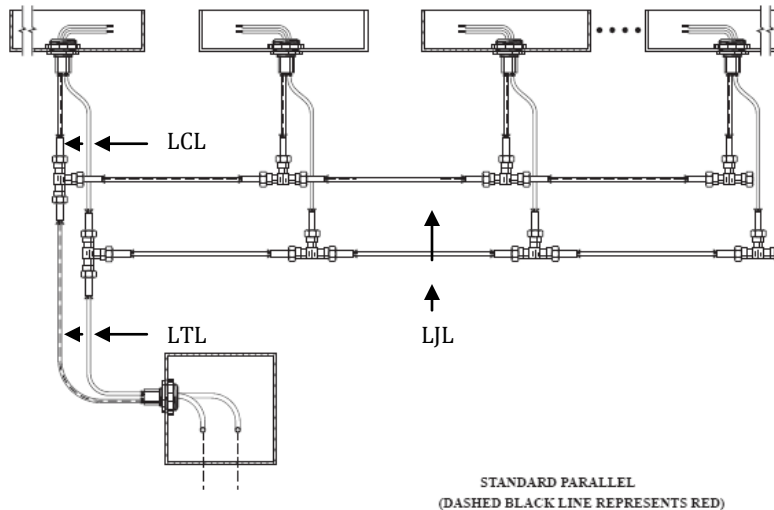 LCL
LTL
LJL
STANDARD PARALLEL
(DASHED BLACK LINE REPRESENTS RED)